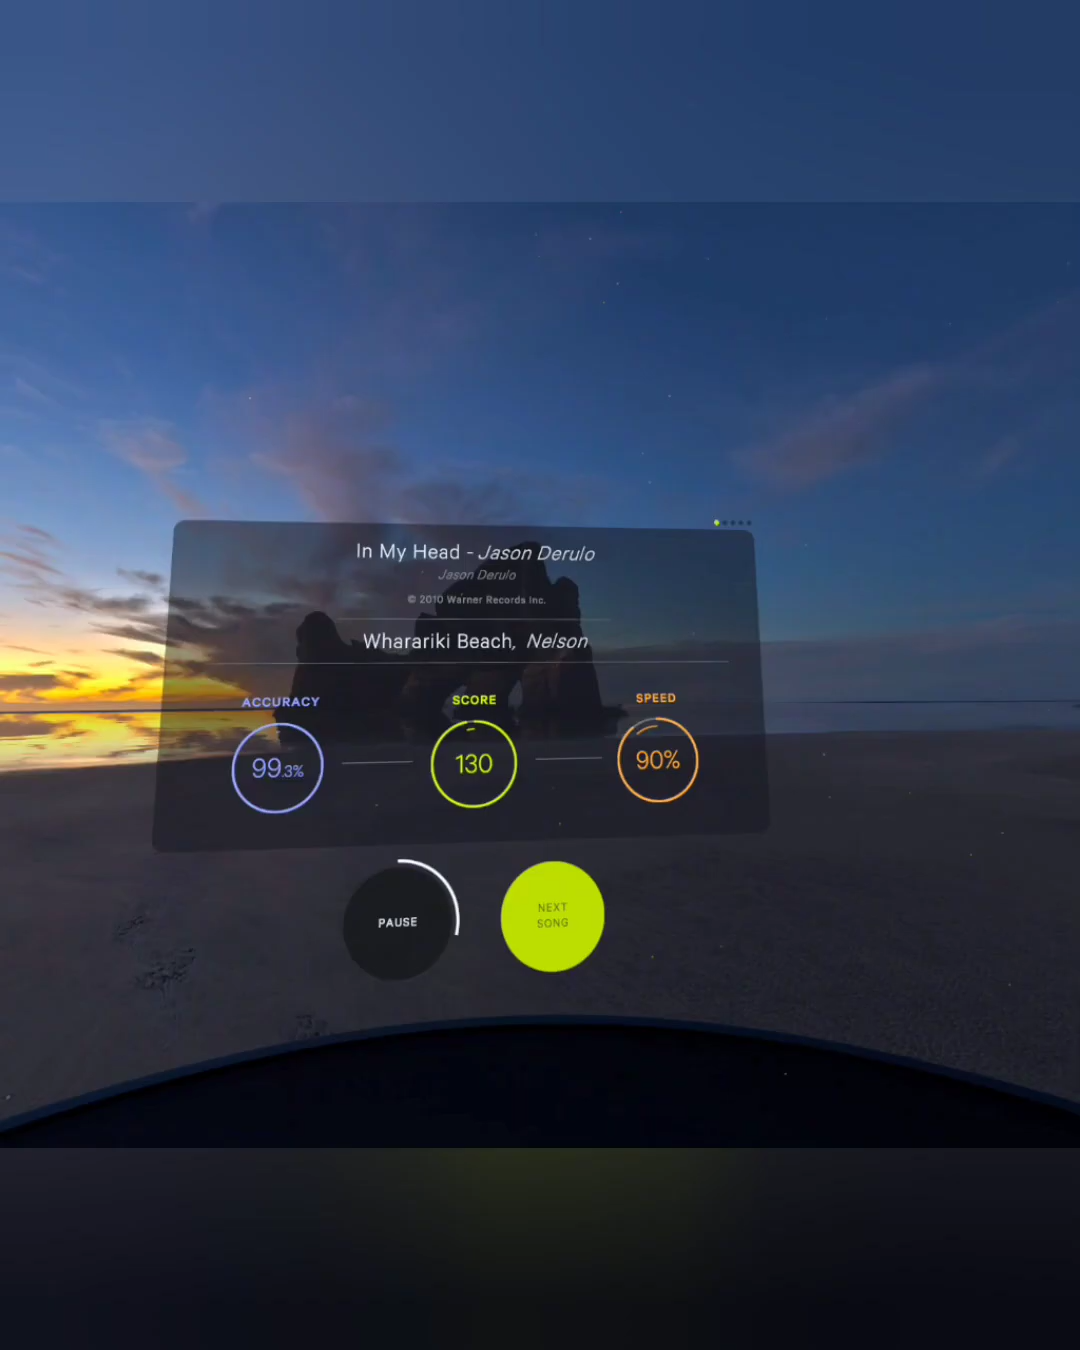 In My Head - Jason Derulo
Jason Derulo
© 2010 Warner Records Inc.
Wharariki Beach, Nelson
ACCURACY
SCORE
SPEED
99.3%
130
90%
PAUSE
NEXT
SONG